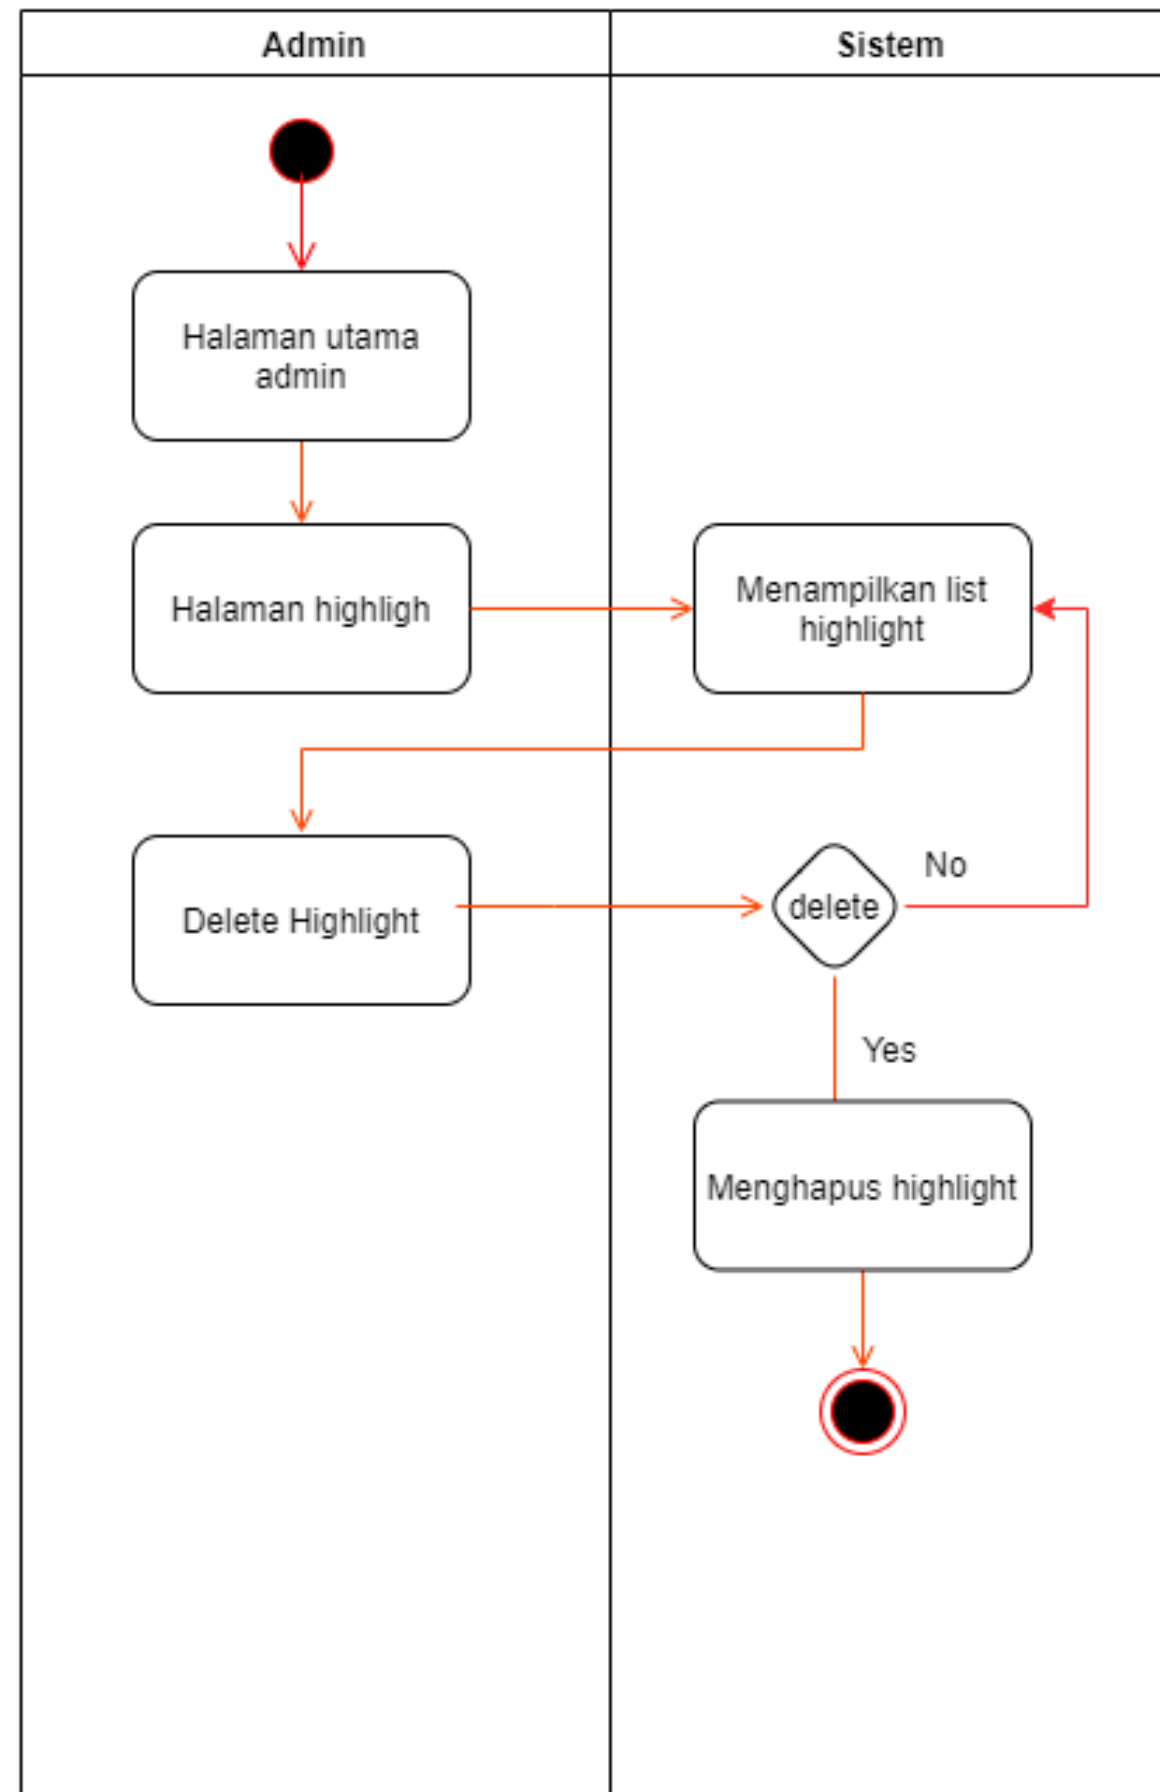 Admin
Sistem
Halaman utama
admin
Halaman highligh
Menampilkan list
highlight
Delete Highlight
delete
No
Yes
Menghapus highlight